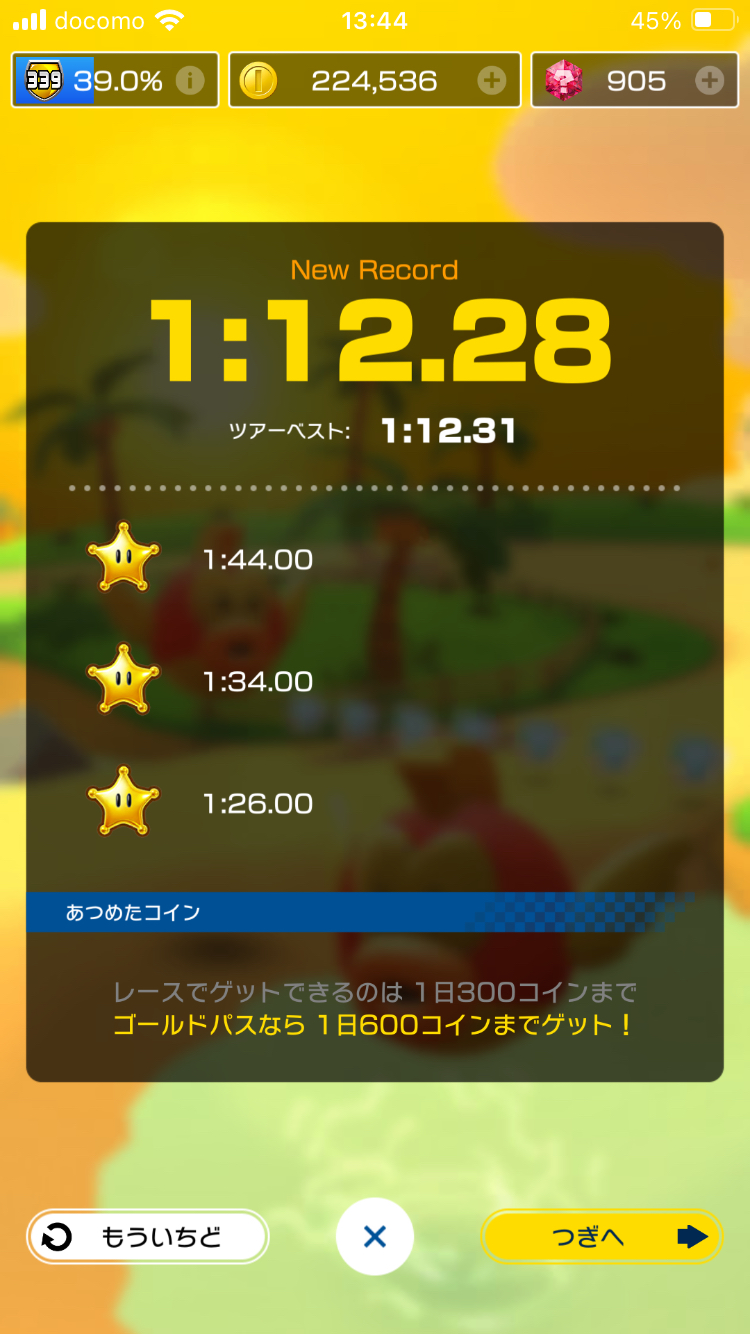 docomo 13:44 45%
339 39.0% i 224,536 + 905 +
New Record
1:12.28
ツアーベスト: 1:12.31
1:44.00
1:34.00
1:26.00
あつめたコイン
レースでゲットできるのは 1日300コインまで
ゴールドパスなら 1日600コインまでゲット！
もういちど × つぎへ